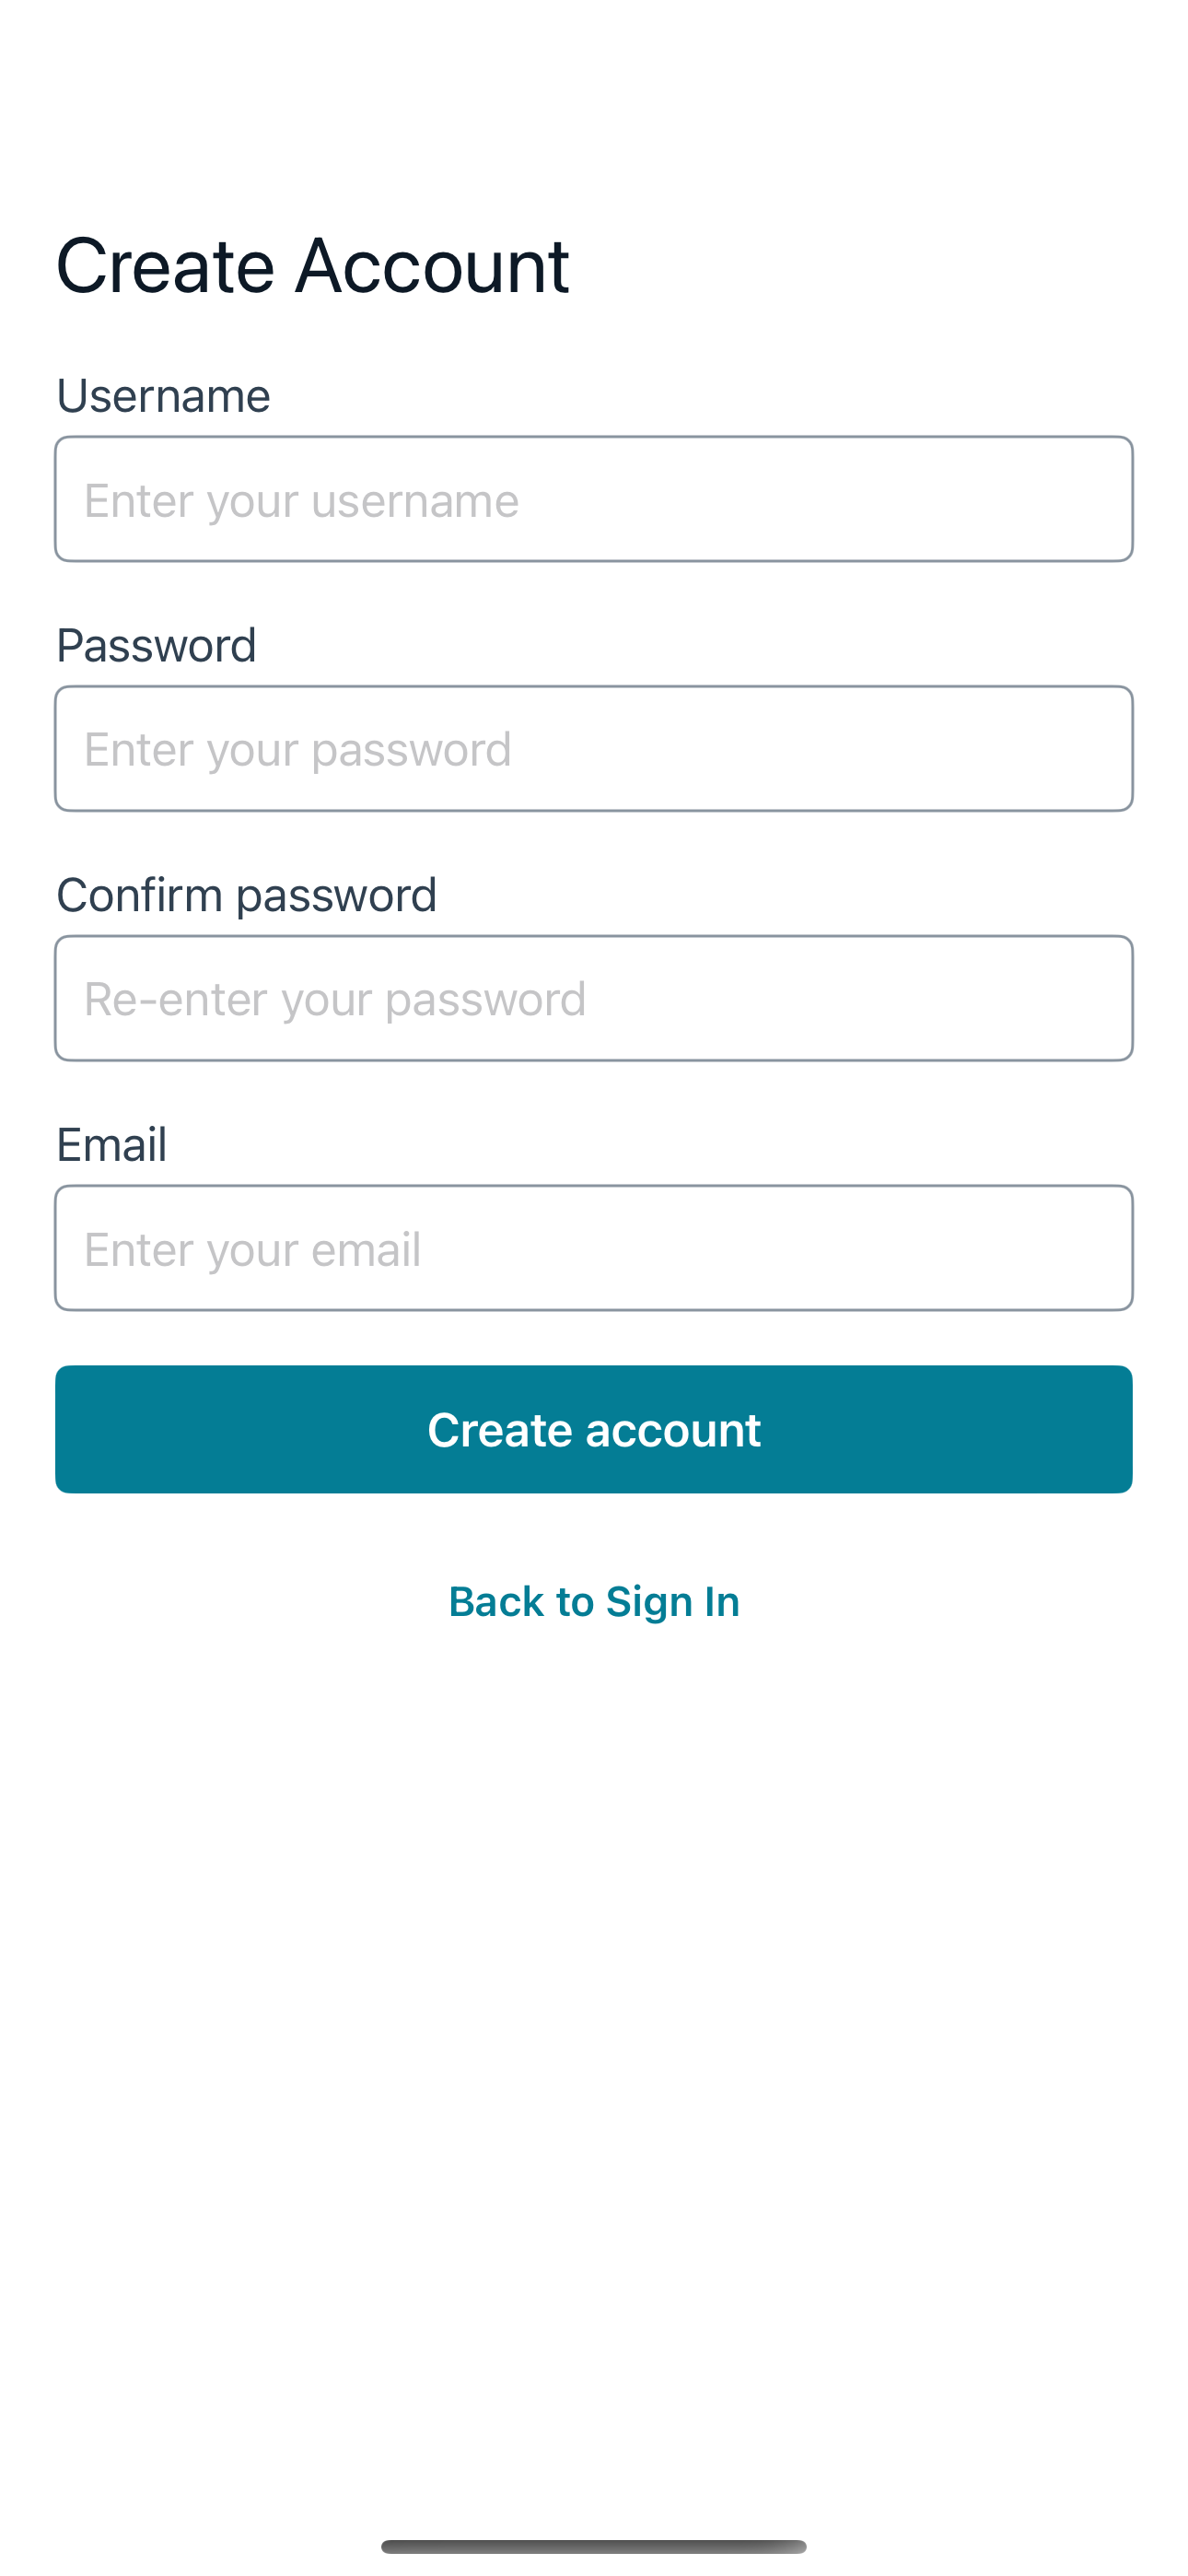 Create Account
Username
Enter your username
Password
Enter your password
Confirm password
Re-enter your password
Email
Enter your email
Create account
Back to Sign In